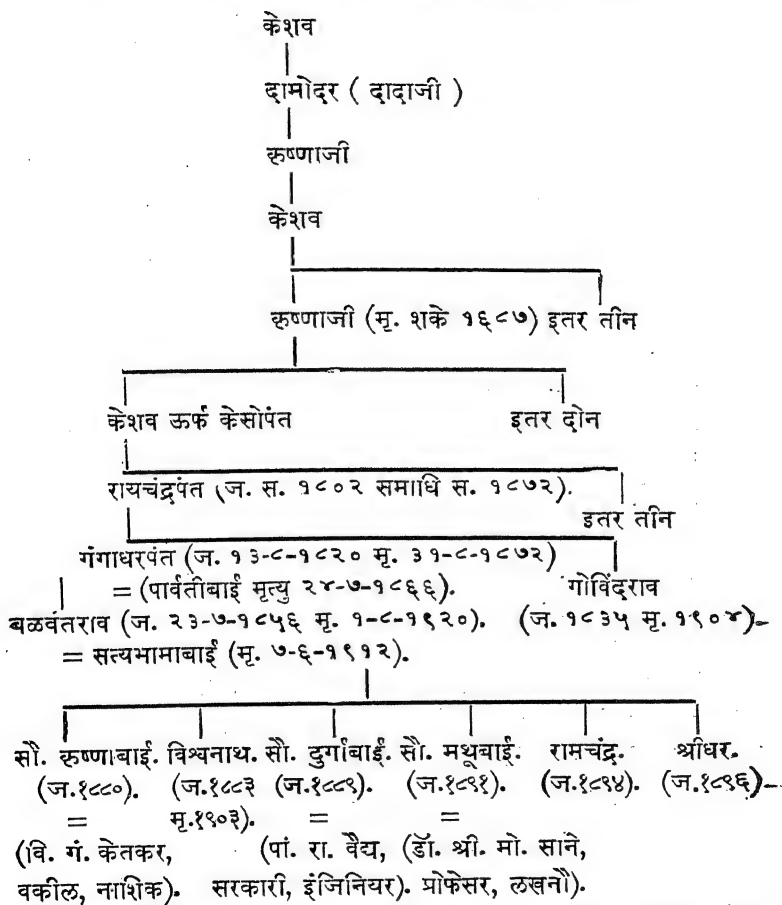 केशव
दामोदर ( दादाजी )
कृष्णाजी
केशव
कृष्णाजी (मृ. शके १६८७) इतर तीन
केशव ऊर्फ केसोपंत इतर दोन
रायचंद्रपंत (ज. स. १८०२ समाधि स. १८७२).
इतर तीन
गंगाधरपंत (ज. १३-८-१८२० मृ. ३१-८-१८७२)
= (पार्वतीबाई मृत्यु २४-७-१८६६). गोविंदराव
बळवंतराव (ज. २३-७-१८५६ मृ. १-८-१९२०). (ज. १८३५ मृ. १९०४)-
= सत्यभामाबाई (मृ. ७-६-१९१२).
सौ. कृष्णाबाई. विश्वनाथ. सौ. दुर्गाबाई. सौ. मथूबाई. रामचंद्र. श्रीधर.
(ज.१८८०). (ज.१८८३ (ज.१८८९). (ज.१८९१). (ज.१८९४). (ज.१८९६)-
= मृ.१९०३). = =
(वि. गं. केतकर, (पां. रा. वैद्य, (डॉ. श्री. मो. साने,
वकील, नाशिक). सरकारी, इंजिनियर). प्रोफेसर, लखनौ).